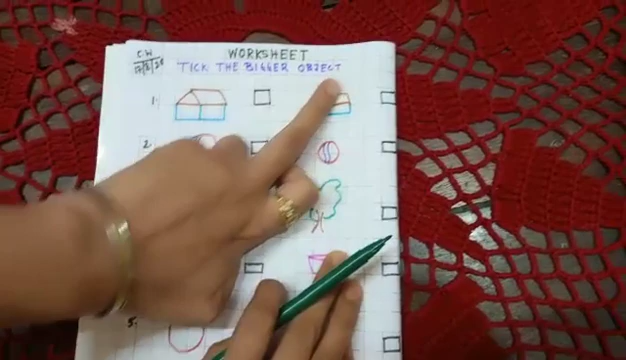 C.W
WORKSHEET
TICK THE BIGGER OBJECT
1.
2.
5.